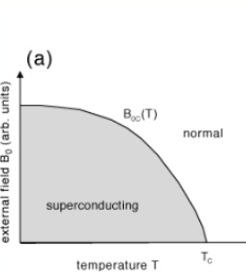 (a)
B0c(T)
normal
external field B0 (arb. units)
superconducting
Tc
temperature T